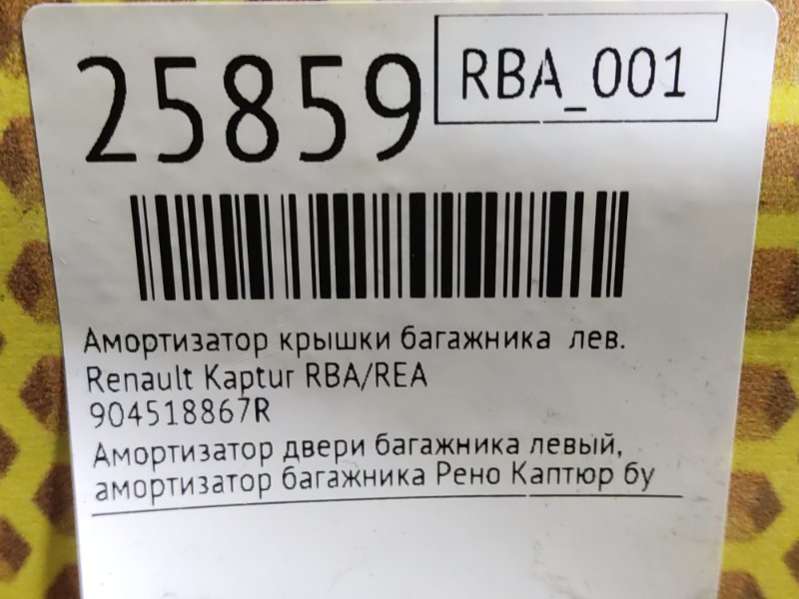 25859
RBA_001
Амортизатор крышки багажника лев.
Renault Kaptur RBA/REA
904518867R
Амортизатор двери багажника левый,
амортизатор багажника Рено Каптюр бу